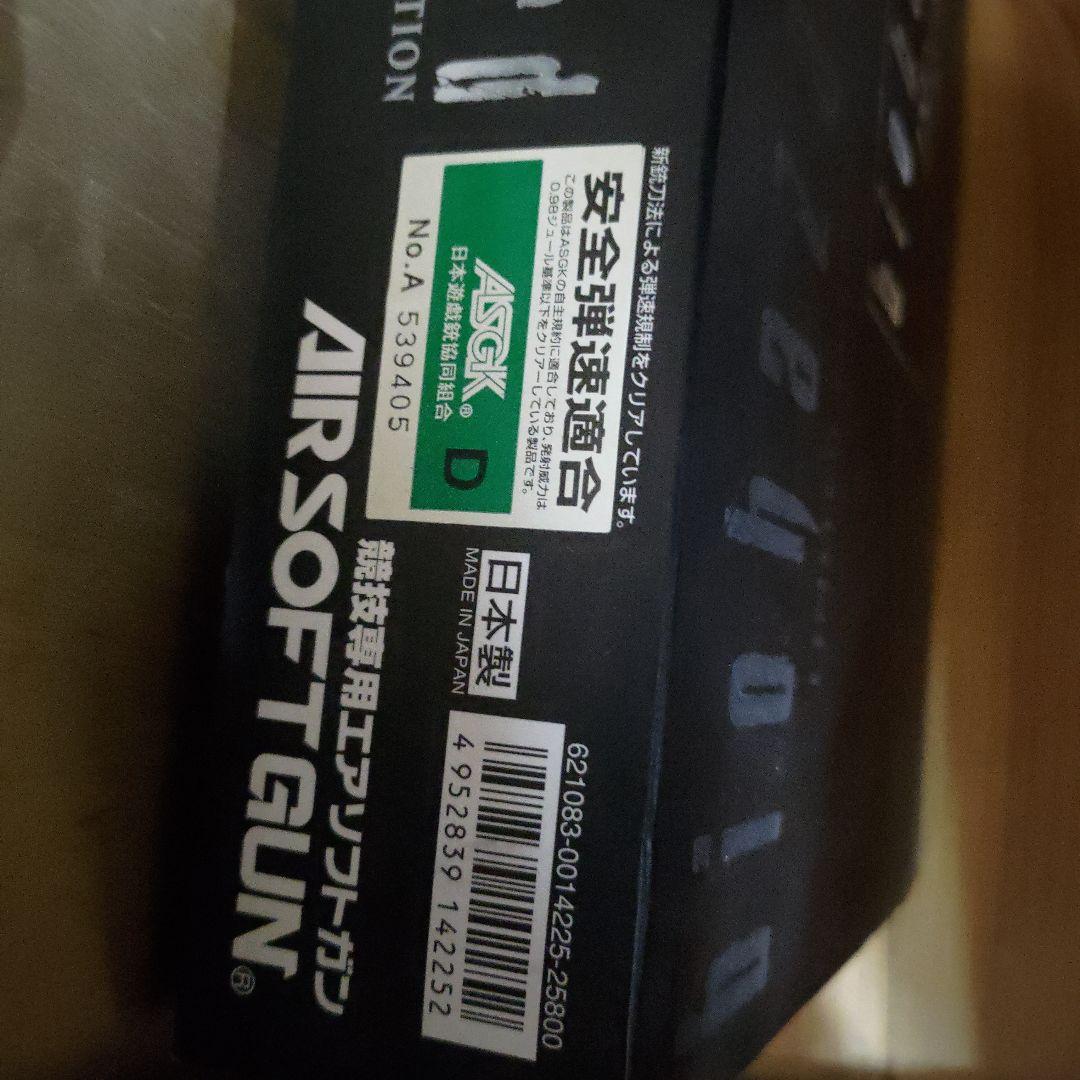 TION
新銃刀法による弾速規制をクリアしています。
安全弾速適合
この製品はASGKの自主規約に適合しており、発射威力は
0.98ジュール基準以下をクリアーしている製品です。
ASGK® D
日本遊戯銃協同組合
No.A 539405
日本製
MADE IN JAPAN
621083-0014225-25800
4 952839 142252
競技専用エアソフトガン
AIRSOFT GUN®